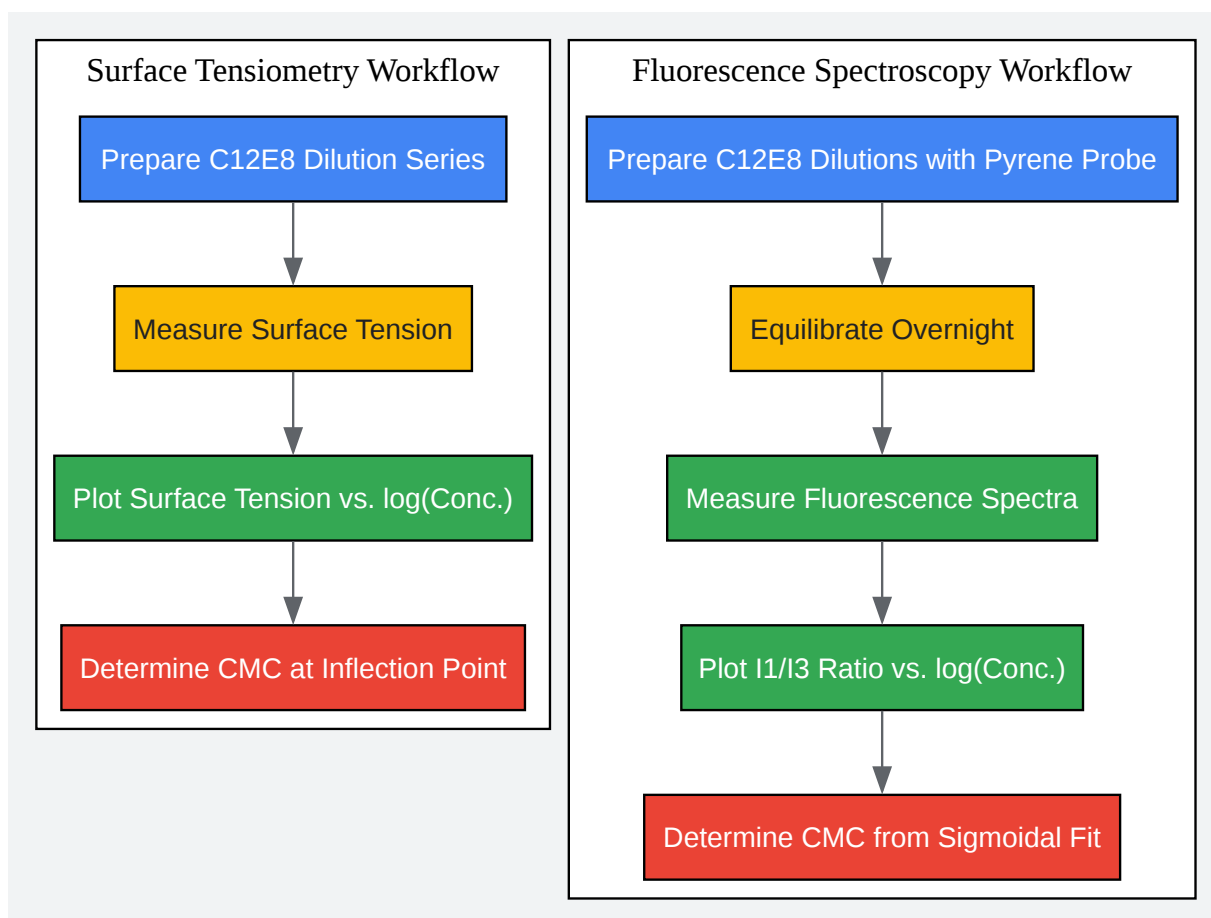 Surface Tensiometry Workflow
Prepare C12E8 Dilution Series
Measure Surface Tension
Plot Surface Tension vs. log(Conc.)
Determine CMC at Inflection Point
Fluorescence Spectroscopy Workflow
Prepare C12E8 Dilutions with Pyrene Probe
Equilibrate Overnight
Measure Fluorescence Spectra
Plot I1/I3 Ratio vs. log(Conc.)
Determine CMC from Sigmoidal Fit